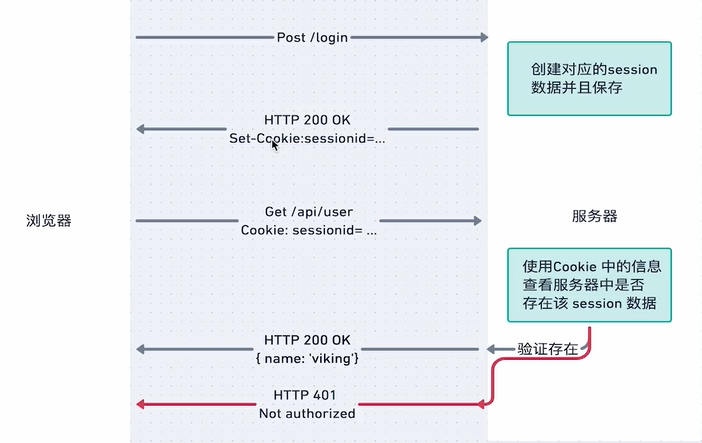 Post /login
创建对应的session
数据并且保存
HTTP 200 OK
Set-Cookie:sessionid=...
浏览器
Get /api/user
Cookie: sessionid= ...
服务器
使用Cookie 中的信息
查看服务器中是否
存在该 session 数据
HTTP 200 OK
{ name: 'viking'}
验证存在
HTTP 401
Not authorized